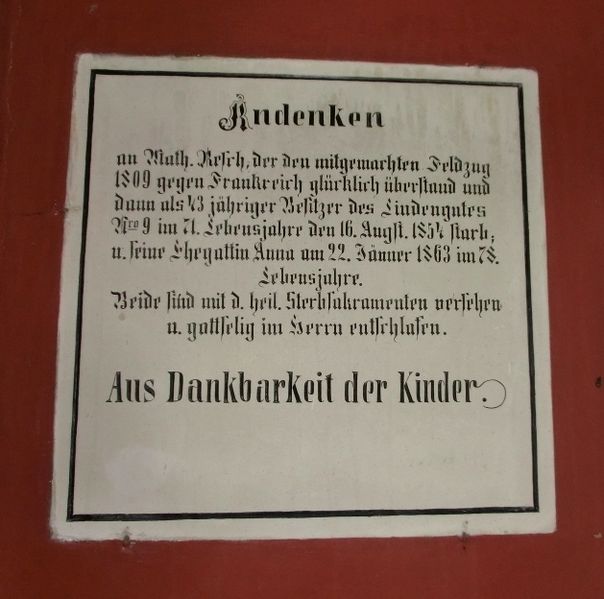 Andenken
an Math. Resch, der den mitgemachten Feldzug
1809 gegen Frankreich glücklich überstand und
dann als 43 jähriger Besitzer des Lindengutes
Nro 9 im 71. Lebensjahre den 16. Augst. 1854 starb;
u. seine Ehegattin Anna am 22. Jänner 1863 im 78.
Lebensjahre.
Beide sind mit d. heil. Sterbsakramenten versehen
u. gottselig im Herrn entschlafen.
Aus Dankbarkeit der Kinder.